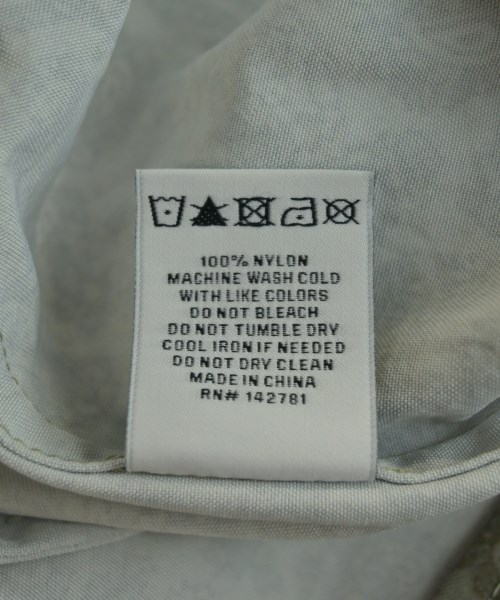 100% NYLON
MACHINE WASH COLD
WITH LIKE COLORS
DO NOT BLEACH
DO NOT TUMBLE DRY
COOL IRON IF NEEDED
DO NOT DRY CLEAN
MADE IN CHINA
RN# 142781